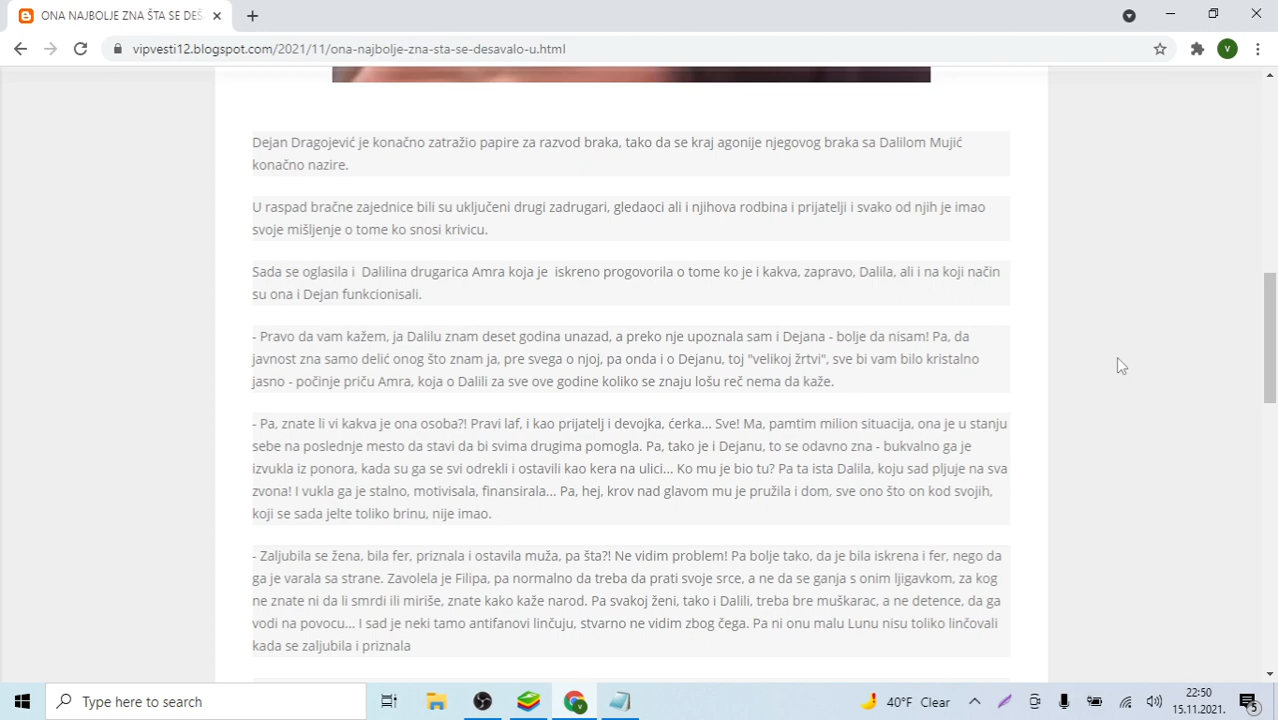 ONA NAJBOLJE ZNA ŠTA SE DEŠ
vipvesti12.blogspot.com/2021/11/ona-najbolje-zna-sta-se-desavalo-u.html
V
Dejan Dragojević je konačno zatražio papire za razvod braka, tako da se kraj agonije njegovog braka sa Dalilom Mujić
konačno nazire.
U raspad bračne zajednice bili su uključeni drugi zadrugari, gledaoci ali i njihova rodbina i prijatelji i svako od njih je imao
svoje mišljenje o tome ko snosi krivicu.
Sada se oglasila i Dalilina drugarica Amra koja je iskreno progovorila o tome ko je i kakva, zapravo, Dalila, ali i na koji način
su ona i Dejan funkcionisali.
- Pravo da vam kažem, ja Dalilu znam deset godina unazad, a preko nje upoznala sam i Dejana - bolje da nisam! Pa, da
javnost zna samo delić onog što znam ja, pre svega o njoj, pa onda i o Dejanu, toj "velikoj žrtvi", sve bi vam bilo kristalno
jasno - počinje priču Amra, koja o Dalili za sve ove godine koliko se znaju lošu reč nema da kaže.
- Pa, znate li vi kakva je ona osoba?! Pravi laf, i kao prijatelj i devojka, ćerka... Sve! Ma, pamtim milion situacija, ona je u stanju
sebe na poslednje mesto da stavi da bi svima drugima pomogla. Pa, tako je i Dejanu, to se odavno zna - bukvalno ga je
izvukla iz ponora, kada su ga se svi odrekli i ostavili kao kera na ulici... Ko mu je bio tu? Pa ta ista Dalila, koju sad pljuje na sva
zvona! I vukla ga je stalno, motivisala, finansirala... Pa, hej, krov nad glavom mu je pružila i dom, sve ono što on kod svojih,
koji se sada jelte toliko brinu, nije imao.
- Zaljubila se žena, bila fer, priznala i ostavila muža, pa šta?! Ne vidim problem! Pa bolje tako, da je bila iskrena i fer, nego da
ga je varala sa strane. Zavolela je Filipa, pa normalno da treba da prati svoje srce, a ne da se ganja s onim ljigavkom, za kog
ne znate ni da li smrdi ili miriše, znate kako kaže narod. Pa svakoj ženi, tako i Dalili, treba bre muškarac, a ne detence, da ga
vodi na povocu... I sad je neki tamo antifanovi linčuju, stvarno ne vidim zbog čega. Pa ni onu malu Lunu nisu toliko linčovali
kada se zaljubila i priznala
Type here to search
V
40°F Clear
22:50
15.11.2021.
5